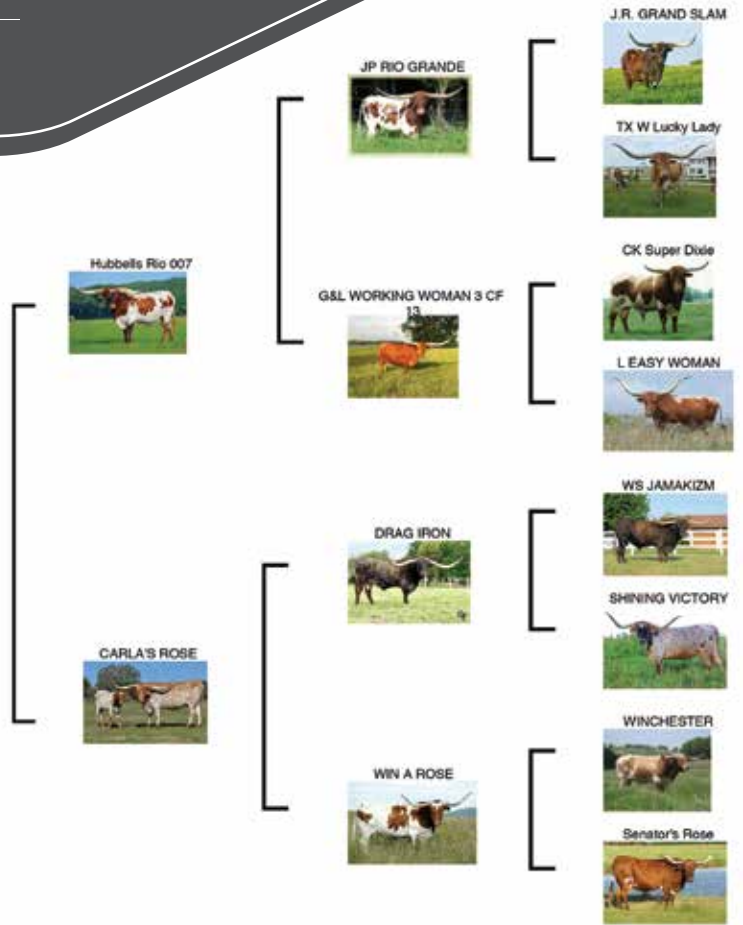 J.R. GRAND SLAM
JP RIO GRANDE
TX W Lucky Lady
Hubbells Rio 007
CK Super Dixie
G&L WORKING WOMAN 3 CF
13
L EASY WOMAN
WS JAMAKIZM
DRAG IRON
SHINING VICTORY
CARLA'S ROSE
WINCHESTER
WIN A ROSE
Senator's Rose